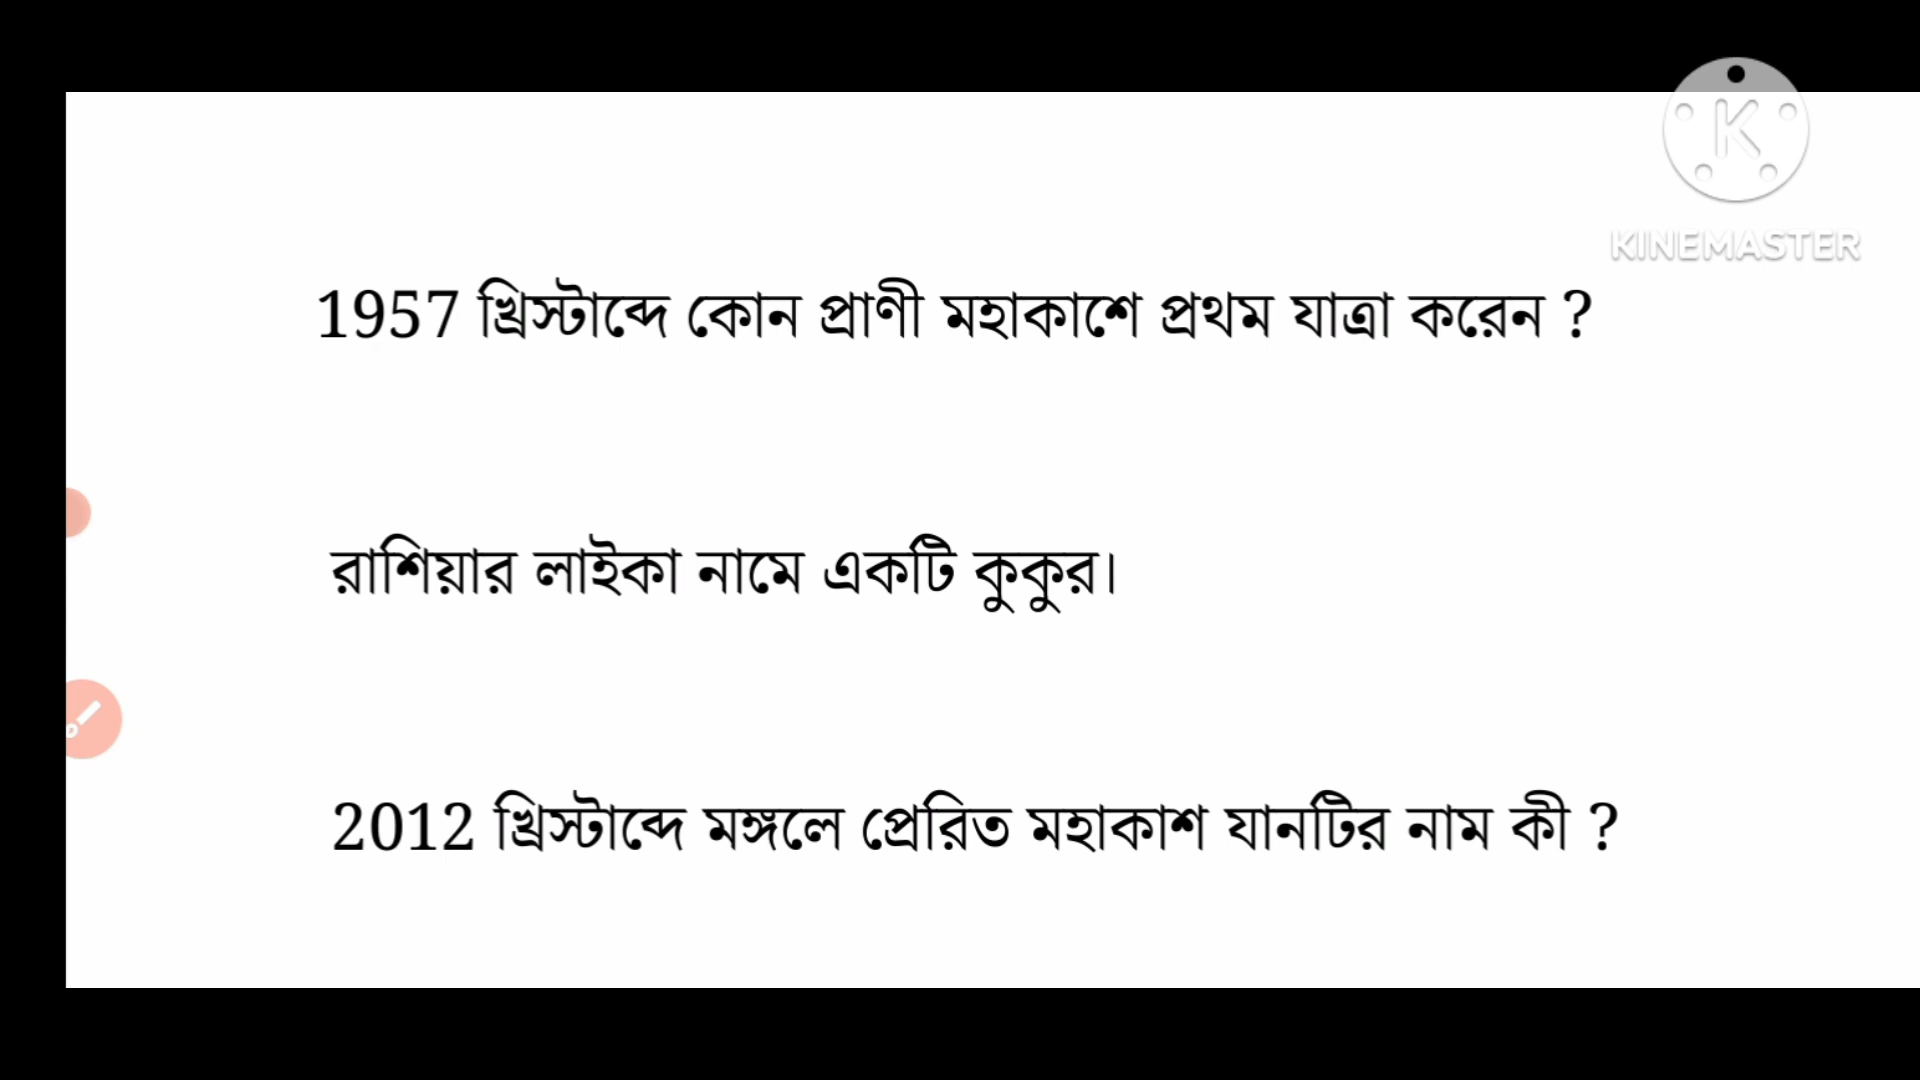 K
KINEMASTER
1957 খ্রিস্টাব্দে কোন প্রাণী মহাকাশে প্রথম যাত্রা করেন ?
রাশিয়ার লাইকা নামে একটি কুকুর।
2012 খ্রিস্টাব্দে মঙ্গলে প্রেরিত মহাকাশ যানটির নাম কী ?